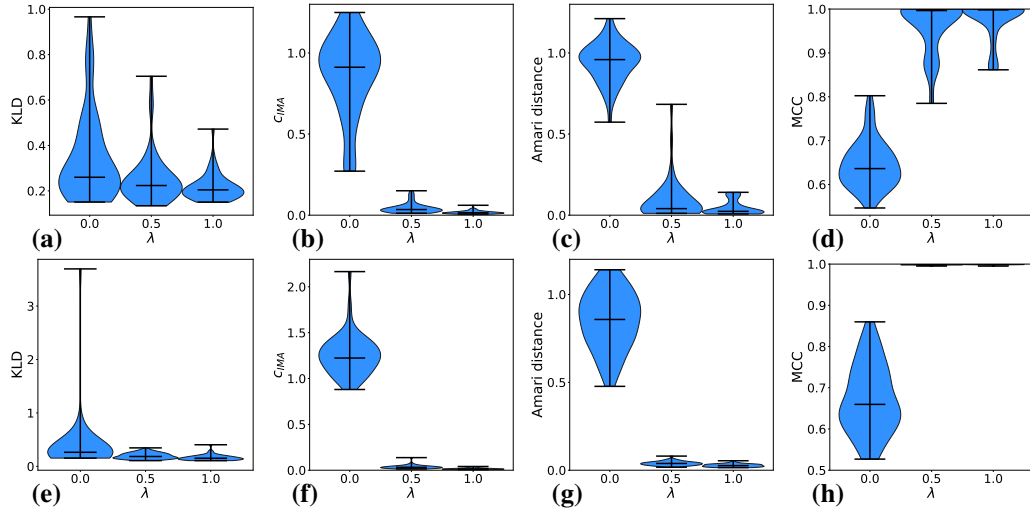 KLD
1.0
0.8
0.6
0.4
0.2
0.0 0.5 1.0
λ
(a)
c_IMA
1.0
0.5
0.0
0.0 0.5 1.0
λ
(b)
Amari distance
1.0
0.5
0.0
0.0 0.5 1.0
λ
(c)
MCC
1.0
0.9
0.8
0.7
0.6
0.0 0.5 1.0
λ
(d)
KLD
3
2
1
0
0.0 0.5 1.0
λ
(e)
c_IMA
2.0
1.5
1.0
0.5
0.0
0.0 0.5 1.0
λ
(f)
Amari distance
1.0
0.5
0.0
0.0 0.5 1.0
λ
(g)
MCC
1.0
0.9
0.8
0.7
0.6
0.5
0.0 0.5 1.0
λ
(h)